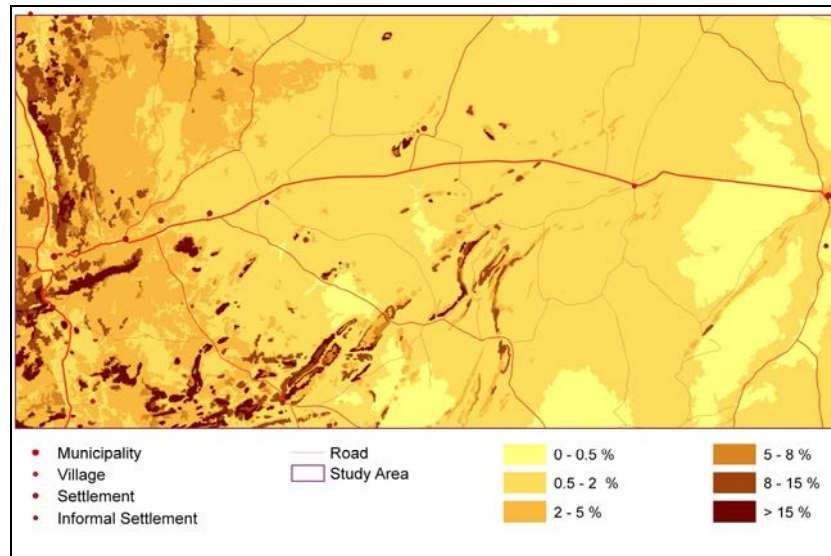 Municipality
Village
Settlement
Informal Settlement
Road
Study Area
0 - 0.5 %
0.5 - 2 %
2 - 5 %
5 - 8 %
8 - 15 %
> 15 %